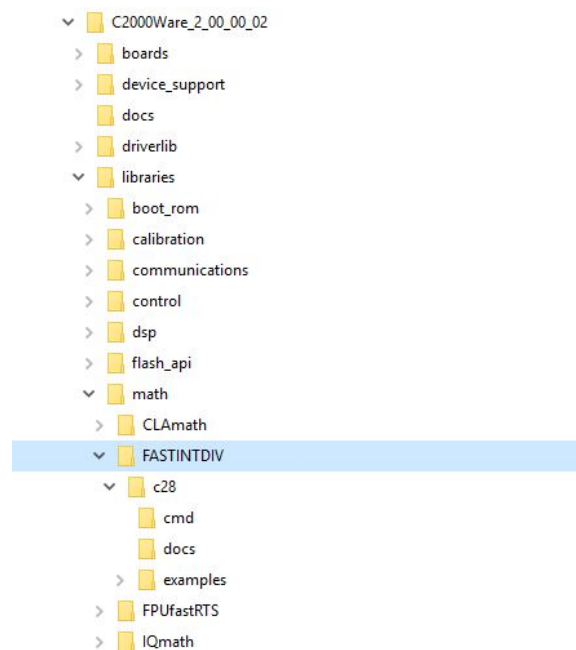 C2000Ware_2_00_00_02
boards
device_support
docs
driverlib
libraries
boot_rom
calibration
communications
control
dsp
flash_api
math
CLAmath
FASTINTDIV
c28
cmd
docs
examples
FPUfastRTS
IQmath